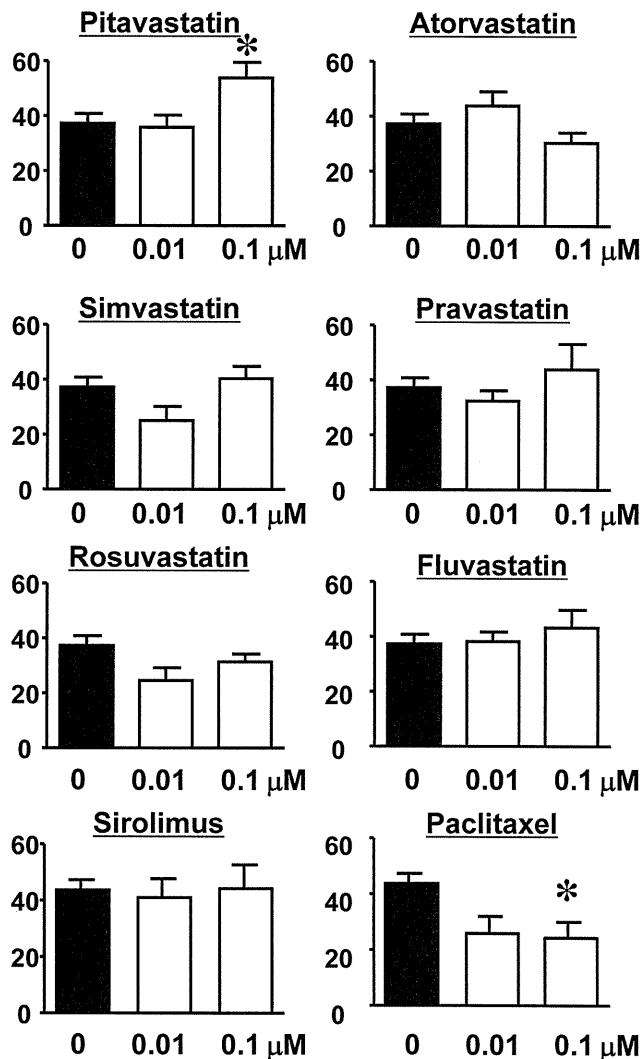 Pitavastatin
*
60
40
20
0
0 0.01 0.1 μM
Atorvastatin
60
40
20
0
0 0.01 0.1 μM
Simvastatin
60
40
20
0
0 0.01 0.1 μM
Pravastatin
60
40
20
0
0 0.01 0.1 μM
Rosuvastatin
60
40
20
0
0 0.01 0.1 μM
Fluvastatin
60
40
20
0
0 0.01 0.1 μM
Sirolimus
60
40
20
0
0 0.01 0.1 μM
Paclitaxel
60
*
40
20
0
0 0.01 0.1 μM